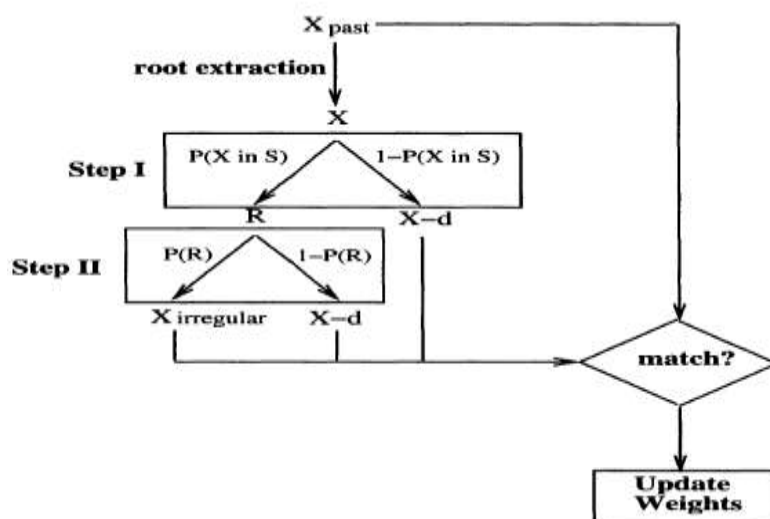 X past
root extraction
X
Step I
P(X in S)
1-P(X in S)
R
X-d
Step II
P(R)
1-P(R)
X irregular
X-d
match?
Update
Weights